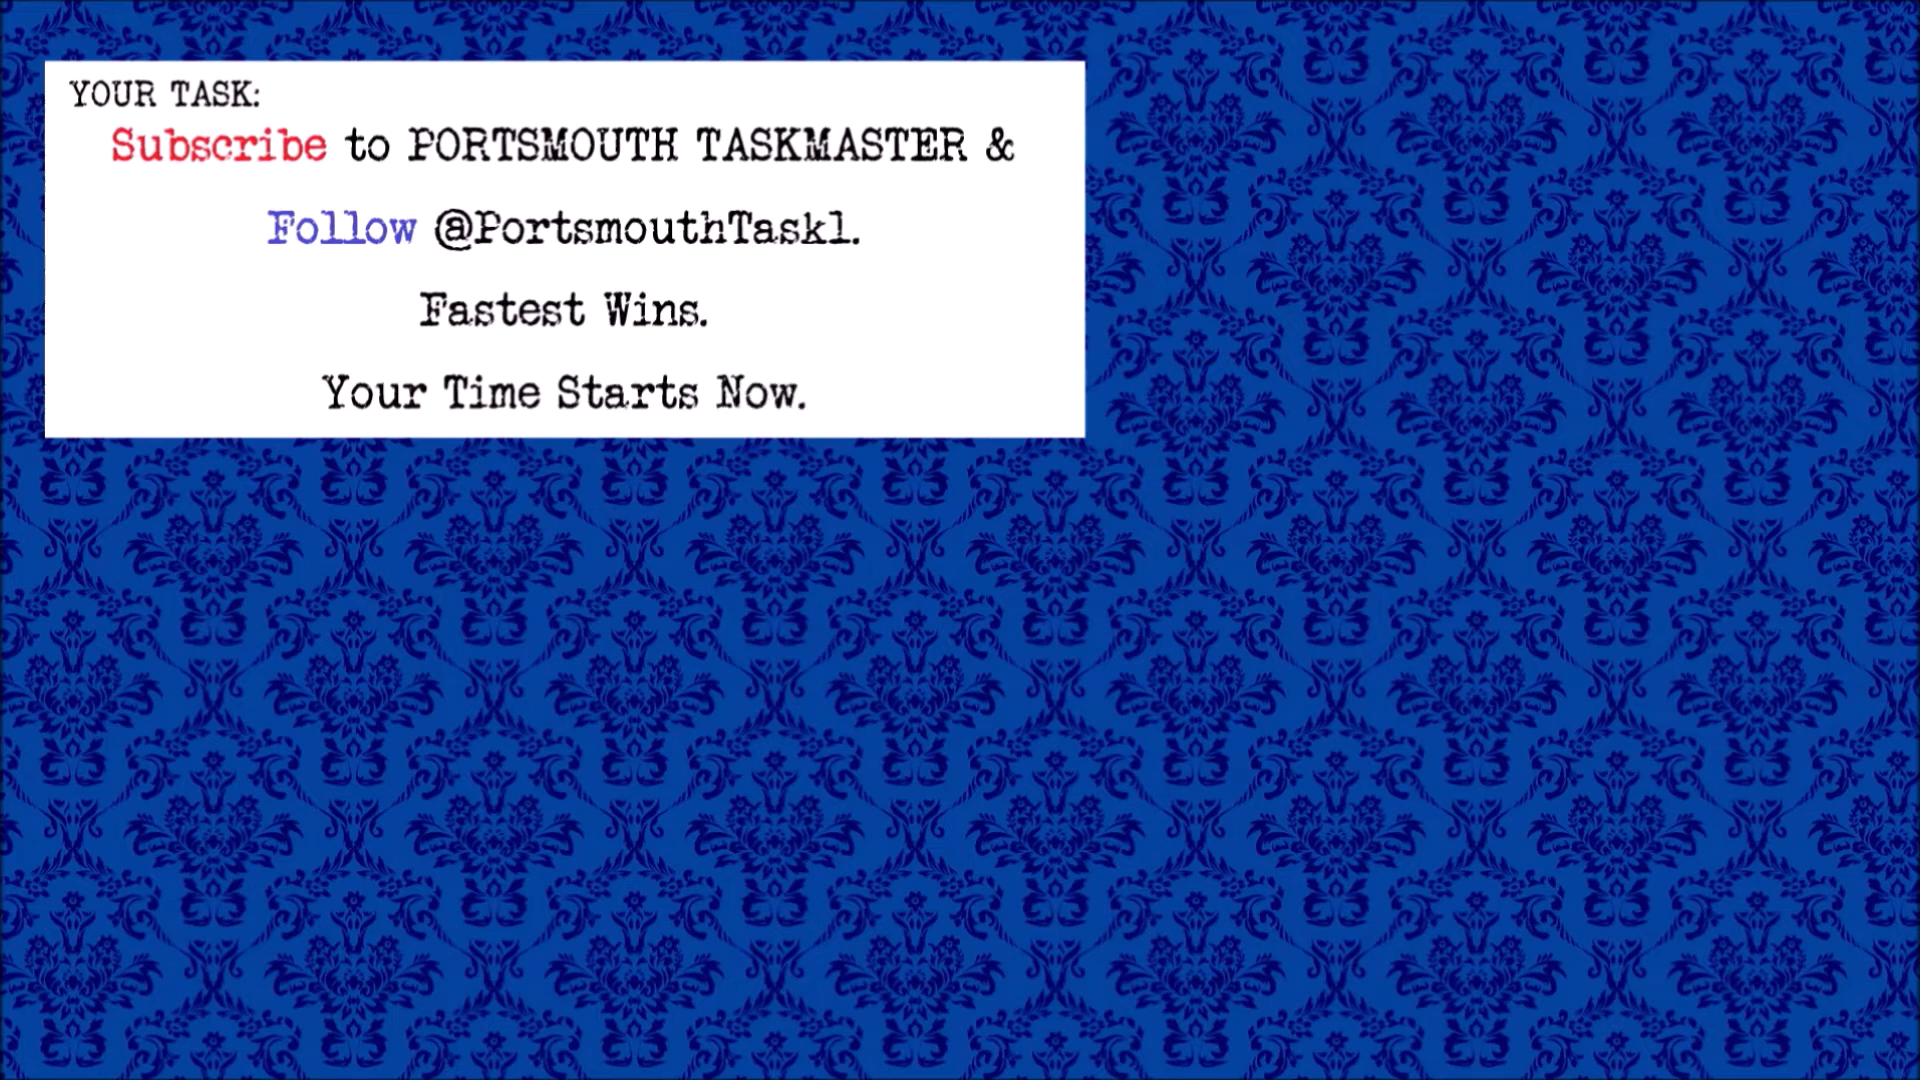 YOUR TASK:
Subscribe to PORTSMOUTH TASKMASTER &
Follow @PortsmouthTask1.
Fastest Wins.
Your Time Starts Now.